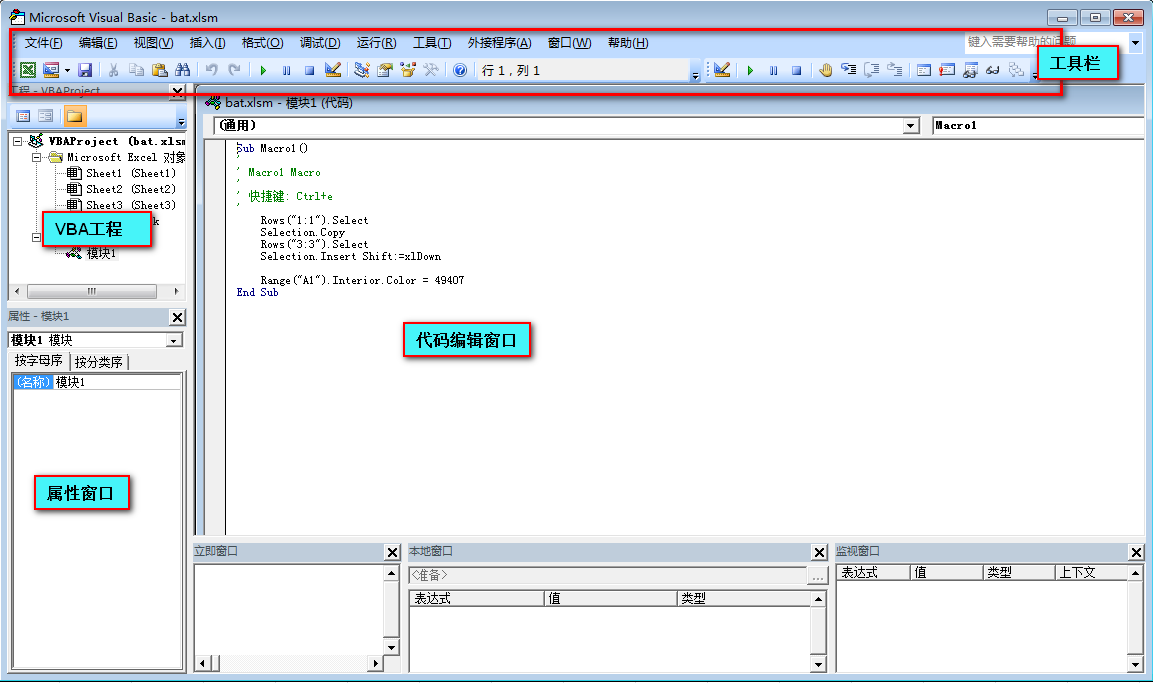 Microsoft Visual Basic - bat.xlsm
文件(F) 编辑(E) 视图(V) 插入(I) 格式(O) 调试(D) 运行(R) 工具(T) 外接程序(A) 窗口(W) 帮助(H) 键入需要帮助的问题
工具栏
行 1 , 列 1
工程 - VBAProject
bat.xlsm - 模块1 (代码)
(通用) Macro1
VBAProject (bat.xlsm
Microsoft Excel 对象
Sheet1 (Sheet1)
Sheet2 (Sheet2)
Sheet3 (Sheet3)
VBA工程
模块1
Sub Macro1()
'
' Macro1 Macro
'
' 快捷键: Ctrl+e
'
Rows("1:1").Select
Selection.Copy
Rows("3:3").Select
Selection.Insert Shift:=xlDown
Range("A1").Interior.Color = 49407
End Sub
代码编辑窗口
属性 - 模块1
模块1 模块
按字母序 按分类序
(名称) 模块1
属性窗口
立即窗口
本地窗口
<准备>
...
表达式 值 类型
监视窗口
表达式 值 类型 上下文